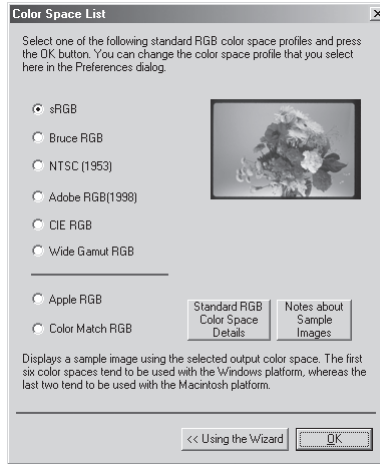 Color Space List
Select one of the following standard RGB color space profiles and press
the OK button. You can change the color space profile that you select
here in the Preferences dialog.
sRGB
Bruce RGB
NTSC (1953)
Adobe RGB(1998)
CIE RGB
Wide Gamut RGB
Apple RGB
Color Match RGB
Standard RGB
Color Space
Details
Notes about
Sample
Images
Displays a sample image using the selected output color space. The first
six color spaces tend to be used with the Windows platform, whereas the
last two tend to be used with the Macintosh platform.
<< Using the Wizard
OK